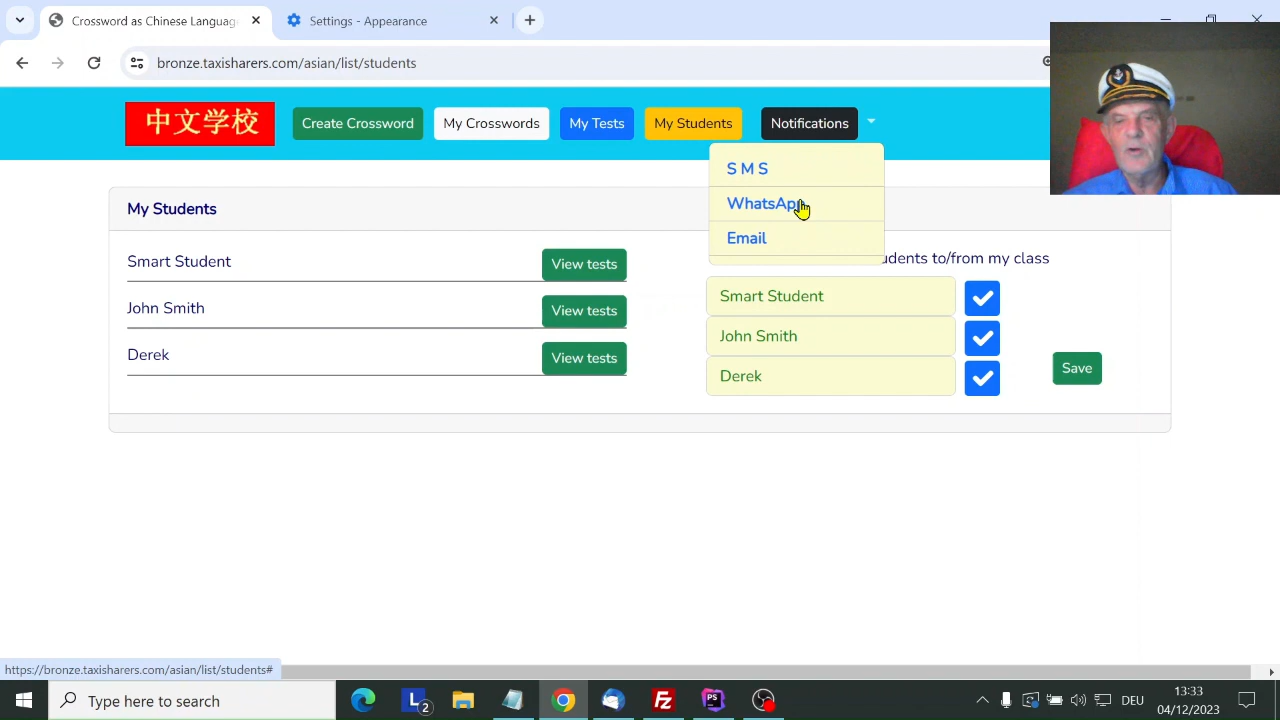 Crossword as Chinese Languag
Settings - Appearance
bronze.taxisharers.com/asian/list/students
中文学校
Create Crossword
My Crosswords
My Tests
My Students
Notifications
S M S
WhatsApp
Email
My Students
udents to/from my class
Smart Student
View tests
John Smith
View tests
Derek
View tests
Smart Student
John Smith
Derek
Save
https://bronze.taxisharers.com/asian/list/students#
Type here to search
L
2
Fz
PS
DEU
13:33
04/12/2023